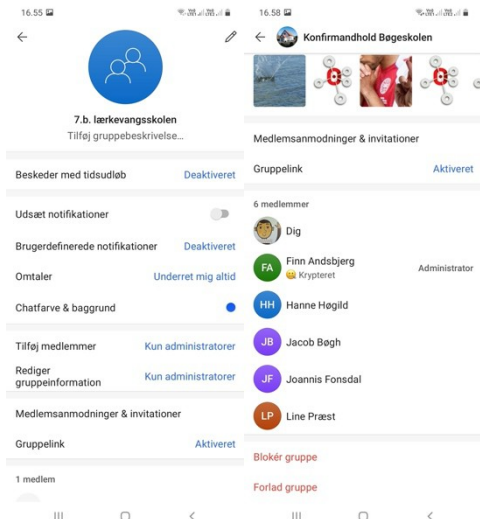 16.55
7.b. lærkevangsskolen
Tilføj gruppebeskrivelse...
Beskeder med tidsudløb Deaktiveret
Udsæt notifikationer
Brugerdefinerede notifikationer Deaktiveret
Omtaler Underret mig altid
Chatfarve & baggrund
Tilføj medlemmer Kun administratorer
Rediger
gruppeinformation Kun administratorer
Medlemsanmodninger & invitationer
Gruppelink Aktiveret
1 medlem
16.58
Konfirmandhold Bøgeskolen
Medlemsanmodninger & invitationer
Gruppelink Aktiveret
6 medlemmer
Dig
FA Finn Andsbjerg Administrator
Krypteret
HH Hanne Høgild
JB Jacob Bøgh
JF Joannis Fonsdal
LP Line Præst
Blokér gruppe
Forlad gruppe